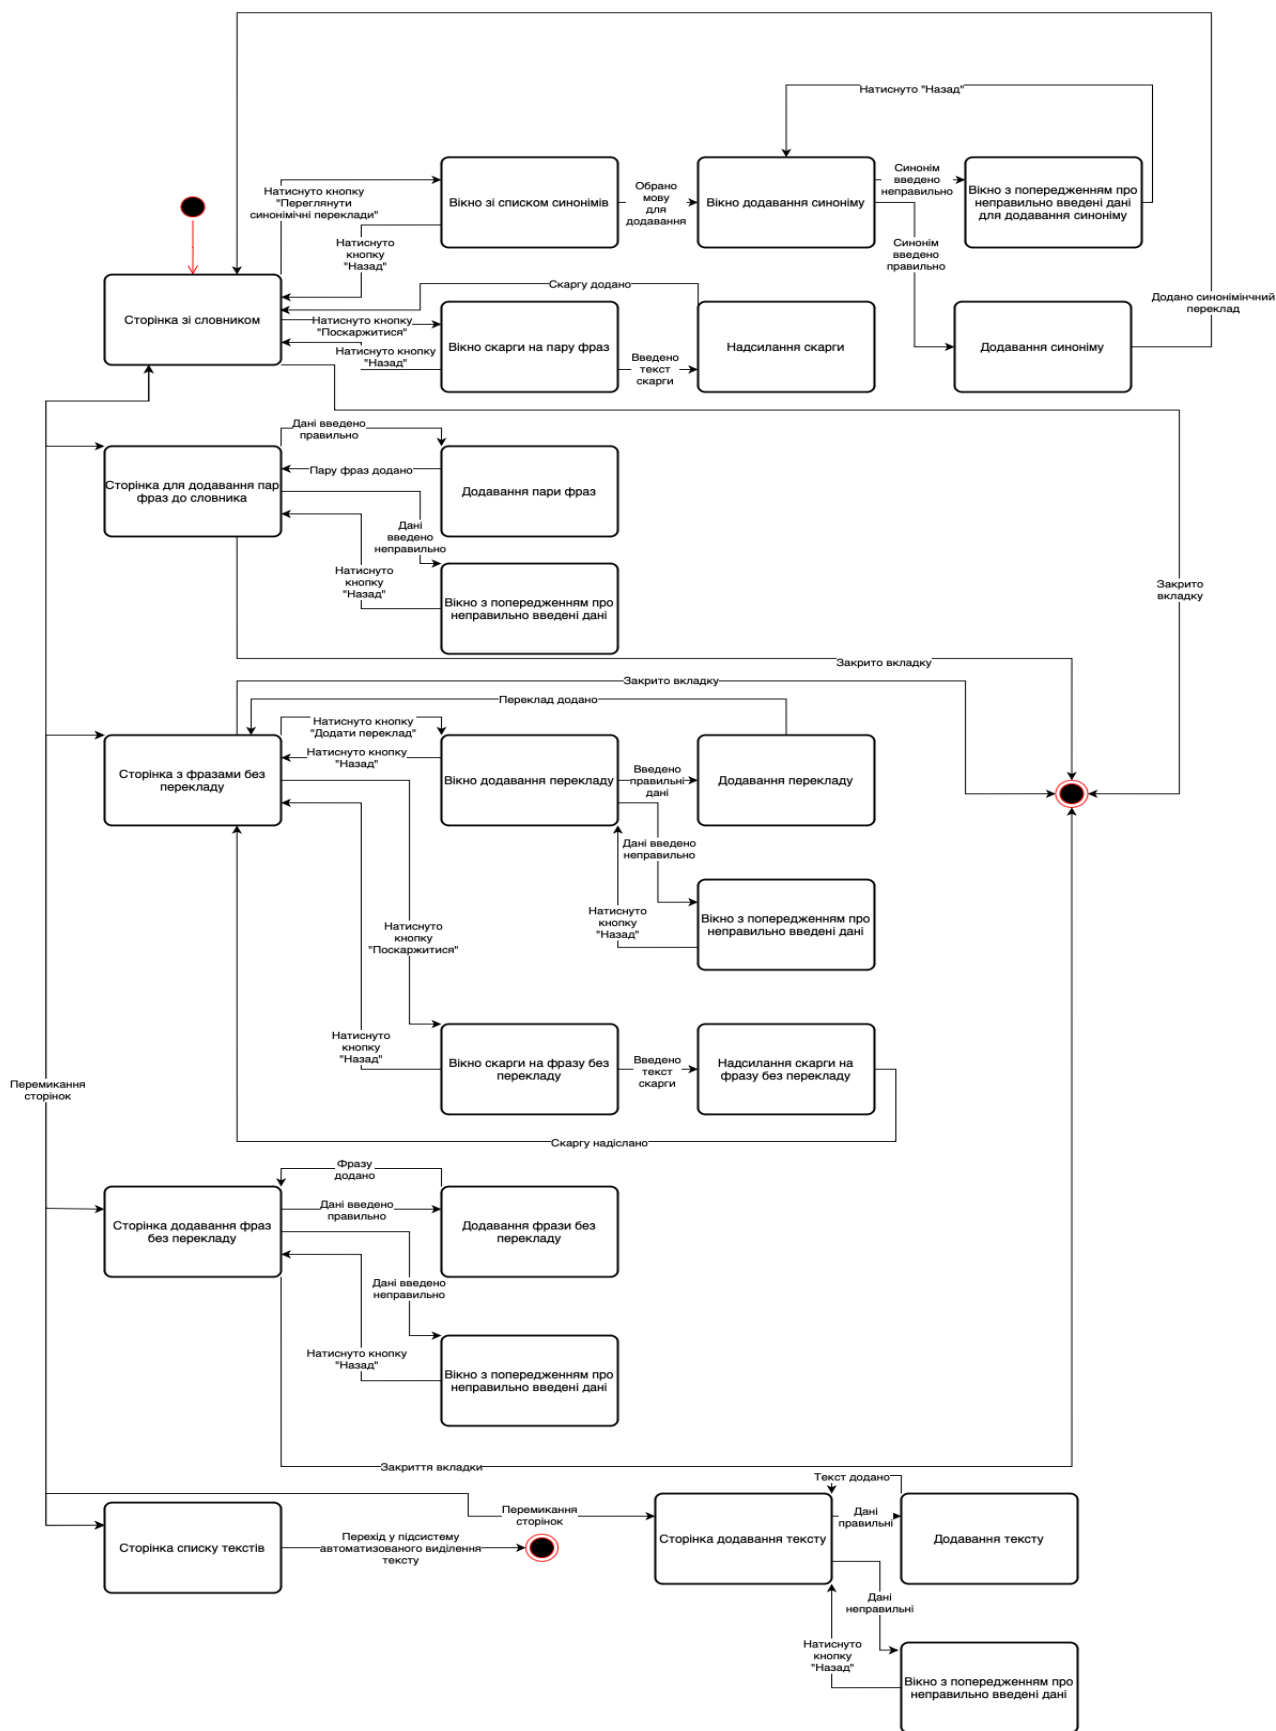 Натиснуто "Назад"
Натиснуто кнопку
"Переглянути
синонімічні переклади"
Вікно зі списком синонімів
Обрано
мову
для
додавання
Вікно додавання синоніму
Синонім
введено
неправильно
Вікно з попередженням про
неправильно введені дані
для додавання синоніму
Натиснуто
кнопку
"Назад"
Синонім
введено
правильно
Додано синонімінчний
переклад
Сторінка зі словником
Скаргу додано
Натиснуто кнопку
"Поскаржитися"
Натиснуто кнопку
"Назад"
Вікно скарги на пару фраз
Введено
текст
скарги
Надсилання скарги
Додавання синоніму
Дані введено
правильно
Сторінка для додавання пар
фраз до словника
Пару фраз додано
Додавання пари фраз
Дані
введено
неправильно
Натиснуто
кнопку
"Назад"
Вікно з попередженням про
неправильно введені дані
Закрито
вкладку
Закрито вкладку
Закрито вкладку
Переклад додано
Натиснуто кнопку
"Додати переклад"
Натиснуто кнопку
"Назад"
Сторінка з фразами без
перекладу
Вікно додавання перекладу
Введено
правильні
дані
Додавання перекладу
Дані введено
неправильно
Натиснуто
кнопку
"Назад"
Вікно з попередженням про
неправильно введені дані
Натиснуто
кнопку
"Поскаржитися"
Натиснуто
кнопку
"Назад"
Вікно скарги на фразу без
перекладу
Введено
текст
скарги
Надсилання скарги на
фразу без перекладу
Перемикання
сторінок
Скаргу надіслано
Фразу
додано
Сторінка додавання фраз
без перекладу
Дані введено
правильно
Додавання фрази без
перекладу
Дані введено
неправильно
Натиснуто кнопку
"Назад"
Вікно з попередженням про
неправильно введені дані
Закриття вкладки
Текст додано
Перемикання
сторінок
Сторінка списку текстів
Перехід у підсистему
автоматизованого виділення
тексту
Сторінка додавання тексту
Дані
правильні
Додавання тексту
Дані
неправильні
Натиснуто
кнопку
"Назад"
Вікно з попередженням про
неправильно введені дані